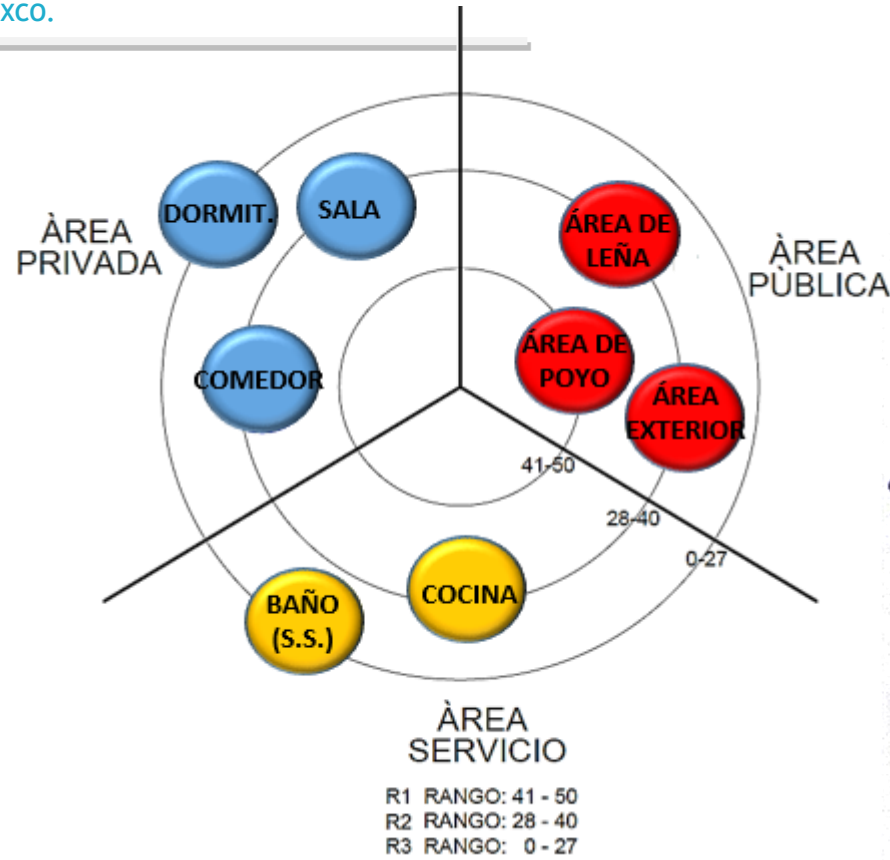 xco.
DORMIT.
SALA
ÀREA
PRIVADA
COMEDOR
ÁREA DE
LEÑA
ÀREA
PÙBLICA
ÁREA DE
POYO
ÁREA
EXTERIOR
41-50
28-40
0-27
BAÑO
(S.S.)
COCINA
ÀREA
SERVICIO
R1 RANGO: 41 - 50
R2 RANGO: 28 - 40
R3 RANGO: 0 - 27